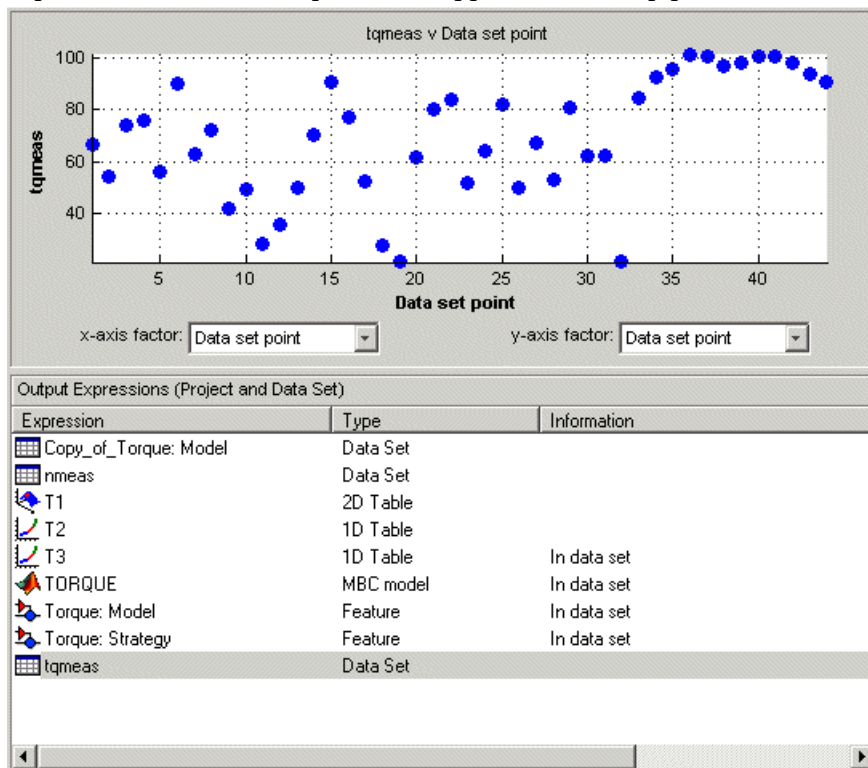 tqmeas v Data set point
100
80
60
40
tqmeas
5 10 15 20 25 30 35 40
Data set point
x-axis factor: Data set point y-axis factor: Data set point
Output Expressions (Project and Data Set)
Expression Type Information
Copy_of_Torque: Model Data Set
nmeas Data Set
T1 2D Table
T2 1D Table
T3 1D Table In data set
TORQUE MBC model In data set
Torque: Model Feature In data set
Torque: Strategy Feature In data set
tqmeas Data Set